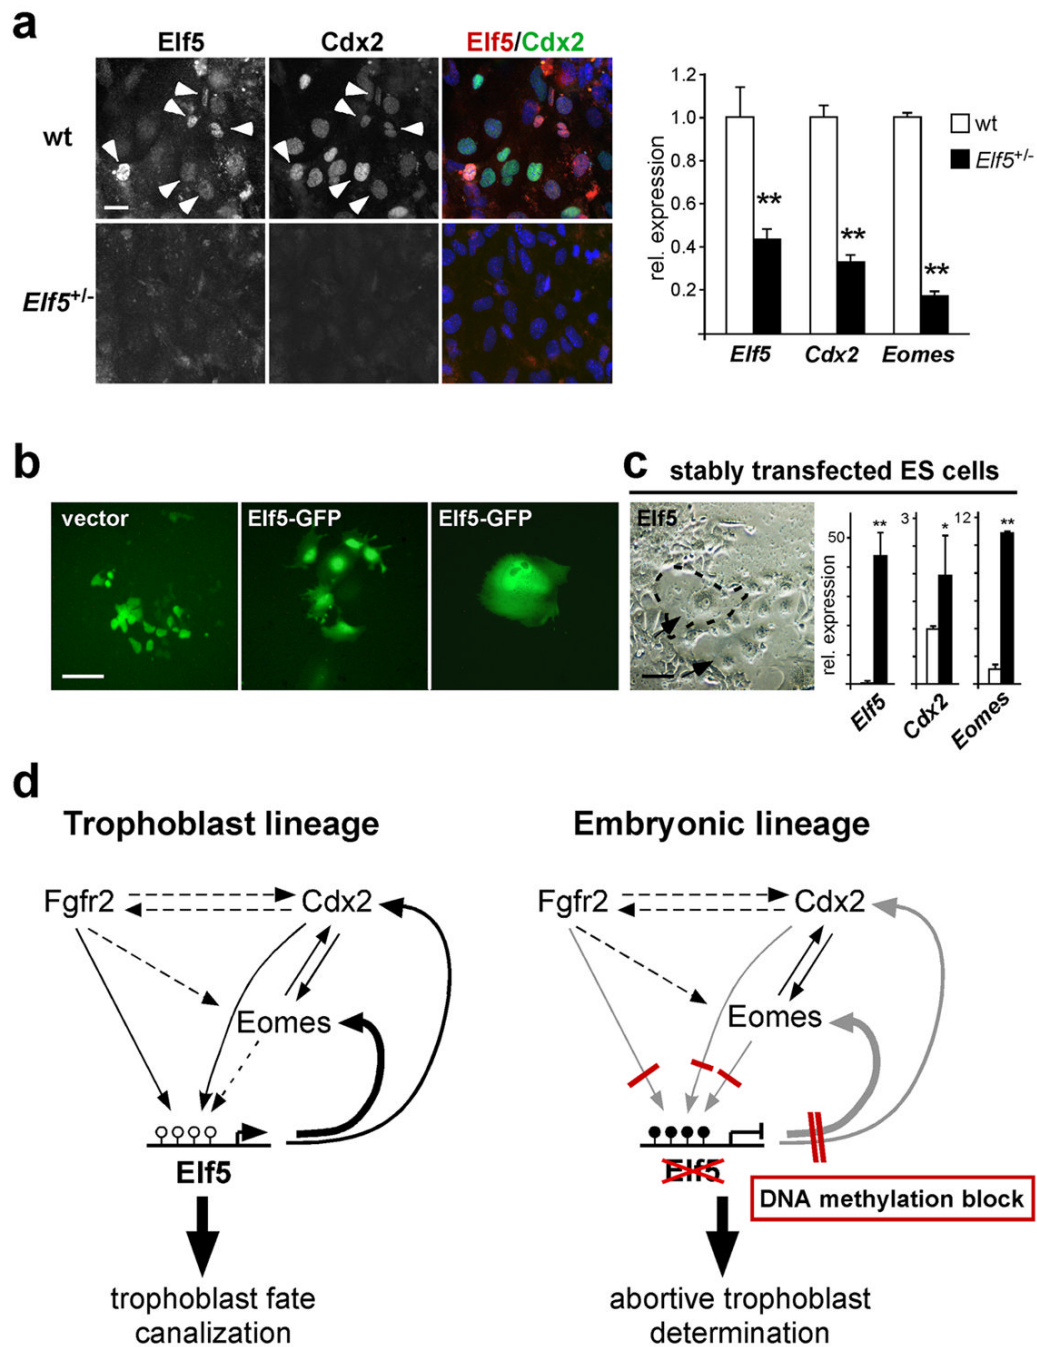 a
Elf5 Cdx2 Elf5/Cdx2
wt
Elf5+/-
rel. expression
1.2
1.0
0.8
0.6
0.4
0.2
wt
Elf5+/-
**
**
**
Elf5 Cdx2 Eomes
b
vector
Elf5-GFP
Elf5-GFP
c
stably transfected ES cells
Elf5
rel. expression
50
3
12
**
*
**
Elf5
Cdx2
Eomes
d
Trophoblast lineage
Fgfr2
Cdx2
Eomes
Elf5
trophoblast fate
canalization
Embryonic lineage
Fgfr2
Cdx2
Eomes
Elf5
DNA methylation block
abortive trophoblast
determination